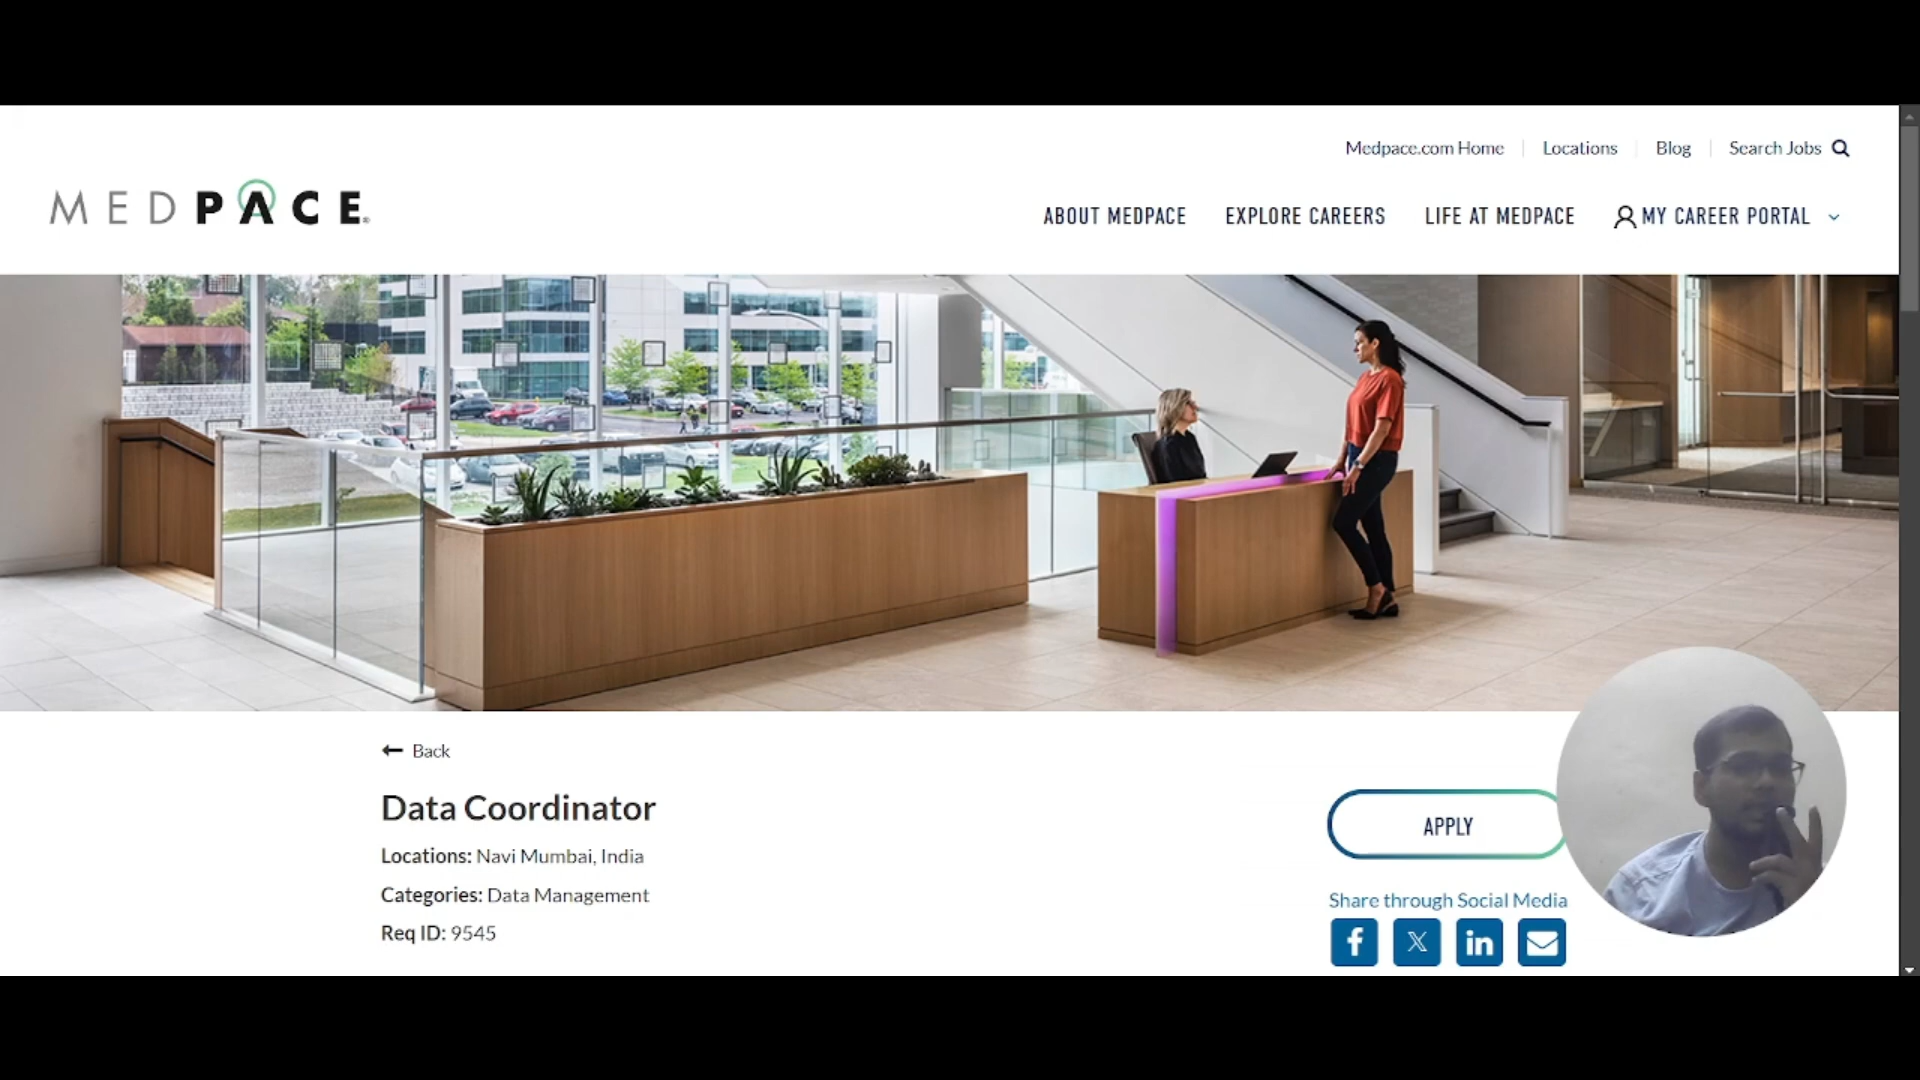 Medpace.com Home
Locations
Blog
Search Jobs
MEDPACE®
ABOUT MEDPACE
EXPLORE CAREERS
LIFE AT MEDPACE
MY CAREER PORTAL
Back
Data Coordinator
Locations: Navi Mumbai, India
Categories: Data Management
Req ID: 9545
APPLY
Share through Social Media
f
X
in